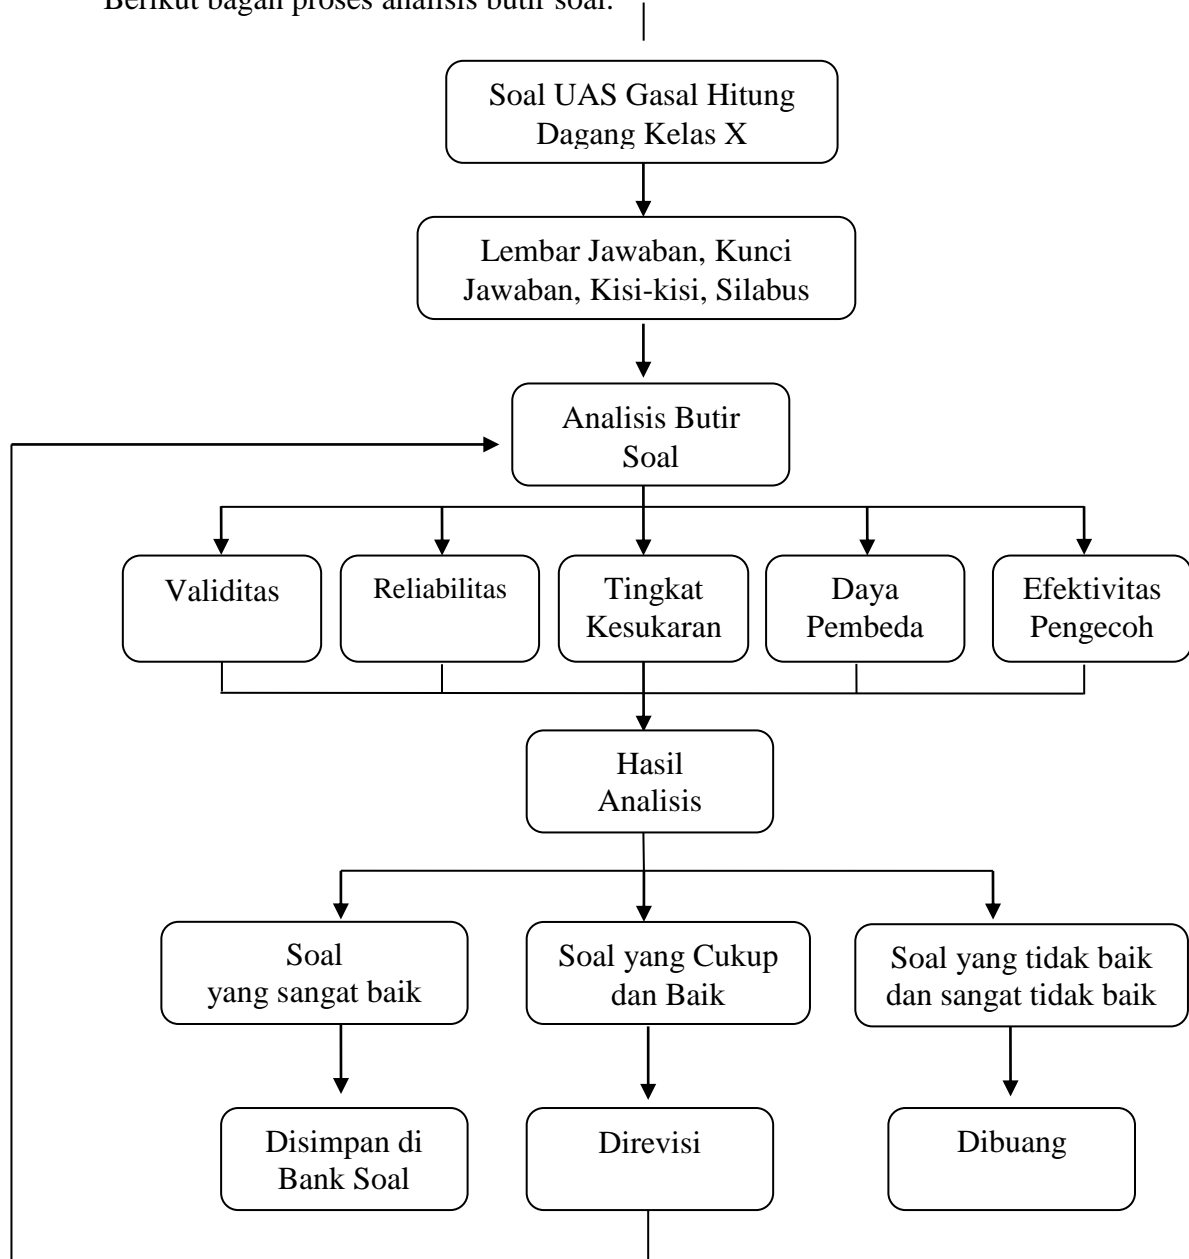 Berikut bagan proses analisis butir soal.
Soal UAS Gasal Hitung
Dagang Kelas X
Lembar Jawaban, Kunci
Jawaban, Kisi-kisi, Silabus
Analisis Butir
Soal
Validitas
Reliabilitas
Tingkat
Kesukaran
Daya
Pembeda
Efektivitas
Pengecoh
Hasil
Analisis
Soal
yang sangat baik
Soal yang Cukup
dan Baik
Soal yang tidak baik
dan sangat tidak baik
Disimpan di
Bank Soal
Direvisi
Dibuang